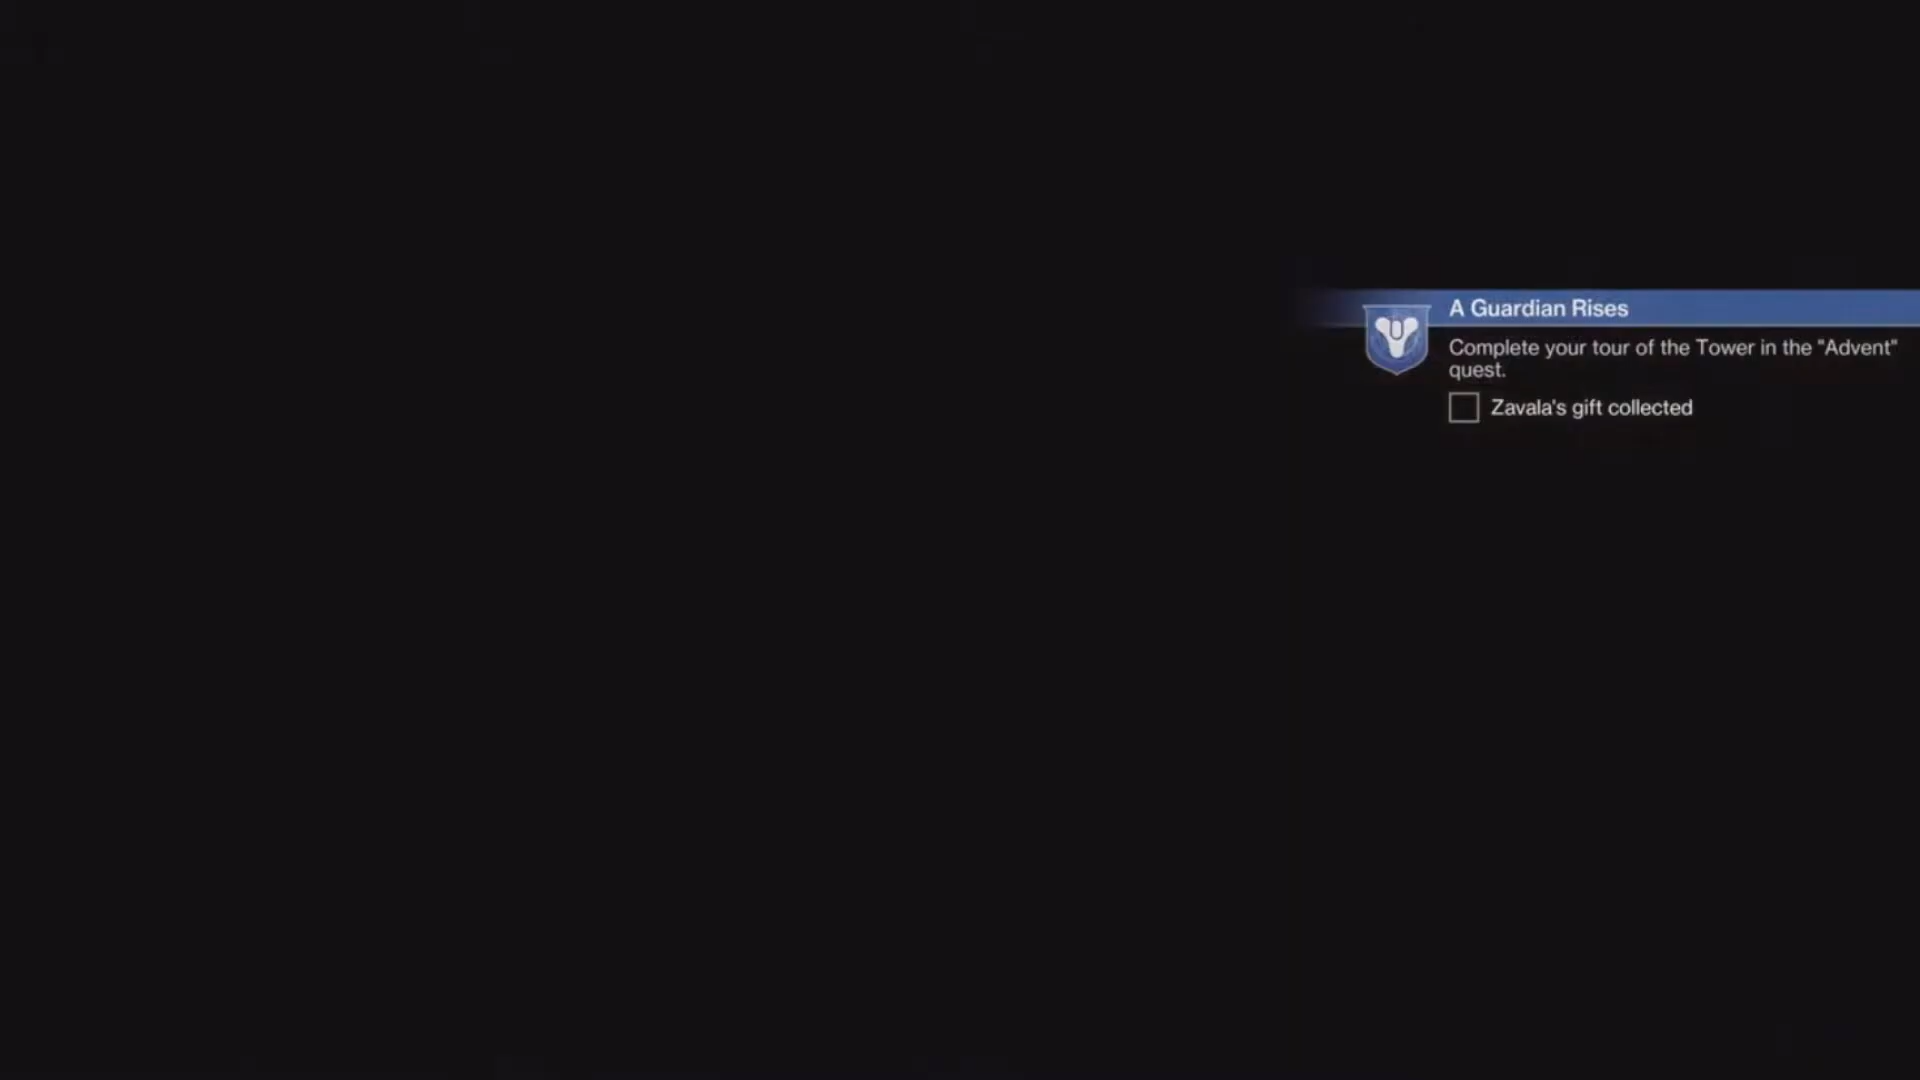 A Guardian Rises
Complete your tour of the Tower in the "Advent"
quest.
Zavala's gift collected